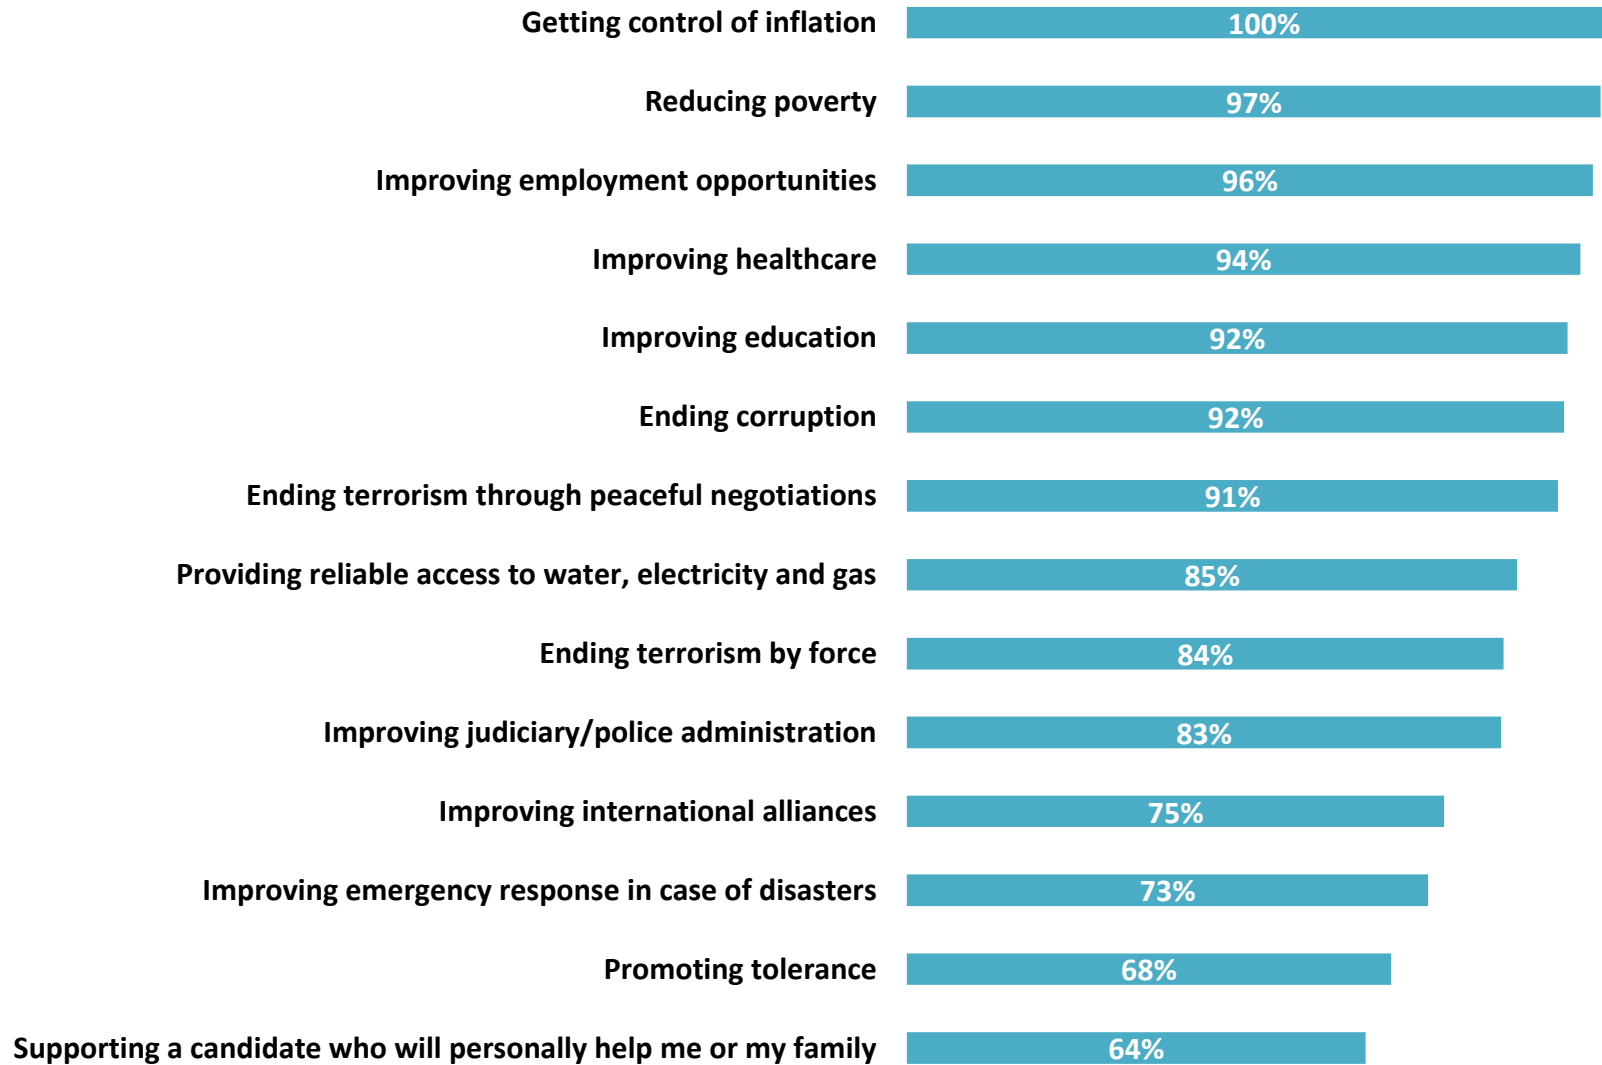 Getting control of inflation 100%
Reducing poverty 97%
Improving employment opportunities 96%
Improving healthcare 94%
Improving education 92%
Ending corruption 92%
Ending terrorism through peaceful negotiations 91%
Providing reliable access to water, electricity and gas 85%
Ending terrorism by force 84%
Improving judiciary/police administration 83%
Improving international alliances 75%
Improving emergency response in case of disasters 73%
Promoting tolerance 68%
Supporting a candidate who will personally help me or my family 64%